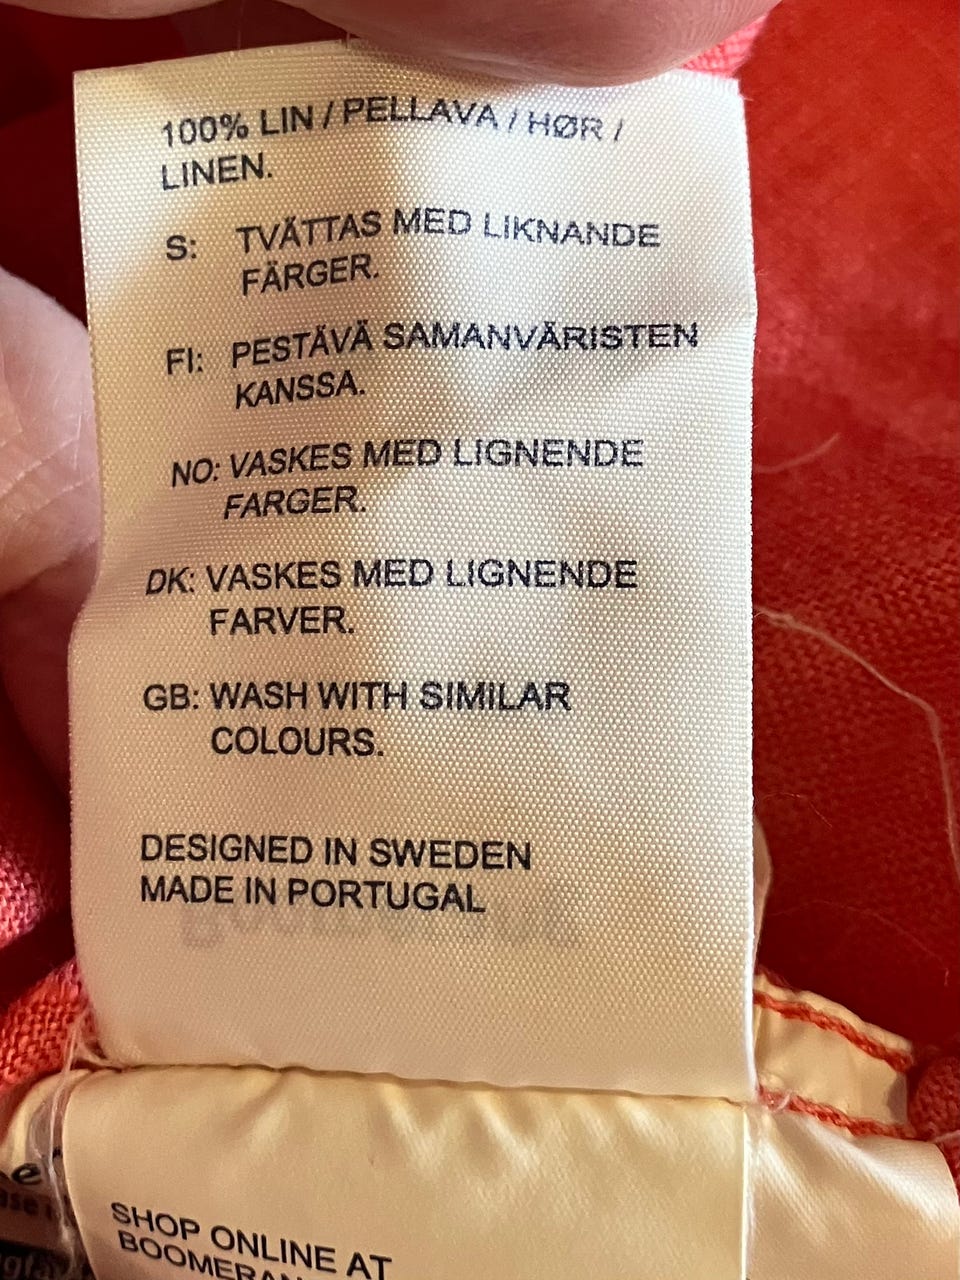 100% LIN / PELLAVA / HØR /
LINEN.
S: TVÄTTAS MED LIKNANDE
FÄRGER.
FI: PESTÄVÄ SAMANVÄRISTEN
KANSSA.
NO: VASKES MED LIGNENDE
FARGER.
DK: VASKES MED LIGNENDE
FARVER.
GB: WASH WITH SIMILAR
COLOURS.
DESIGNED IN SWEDEN
MADE IN PORTUGAL
SHOP ONLINE AT